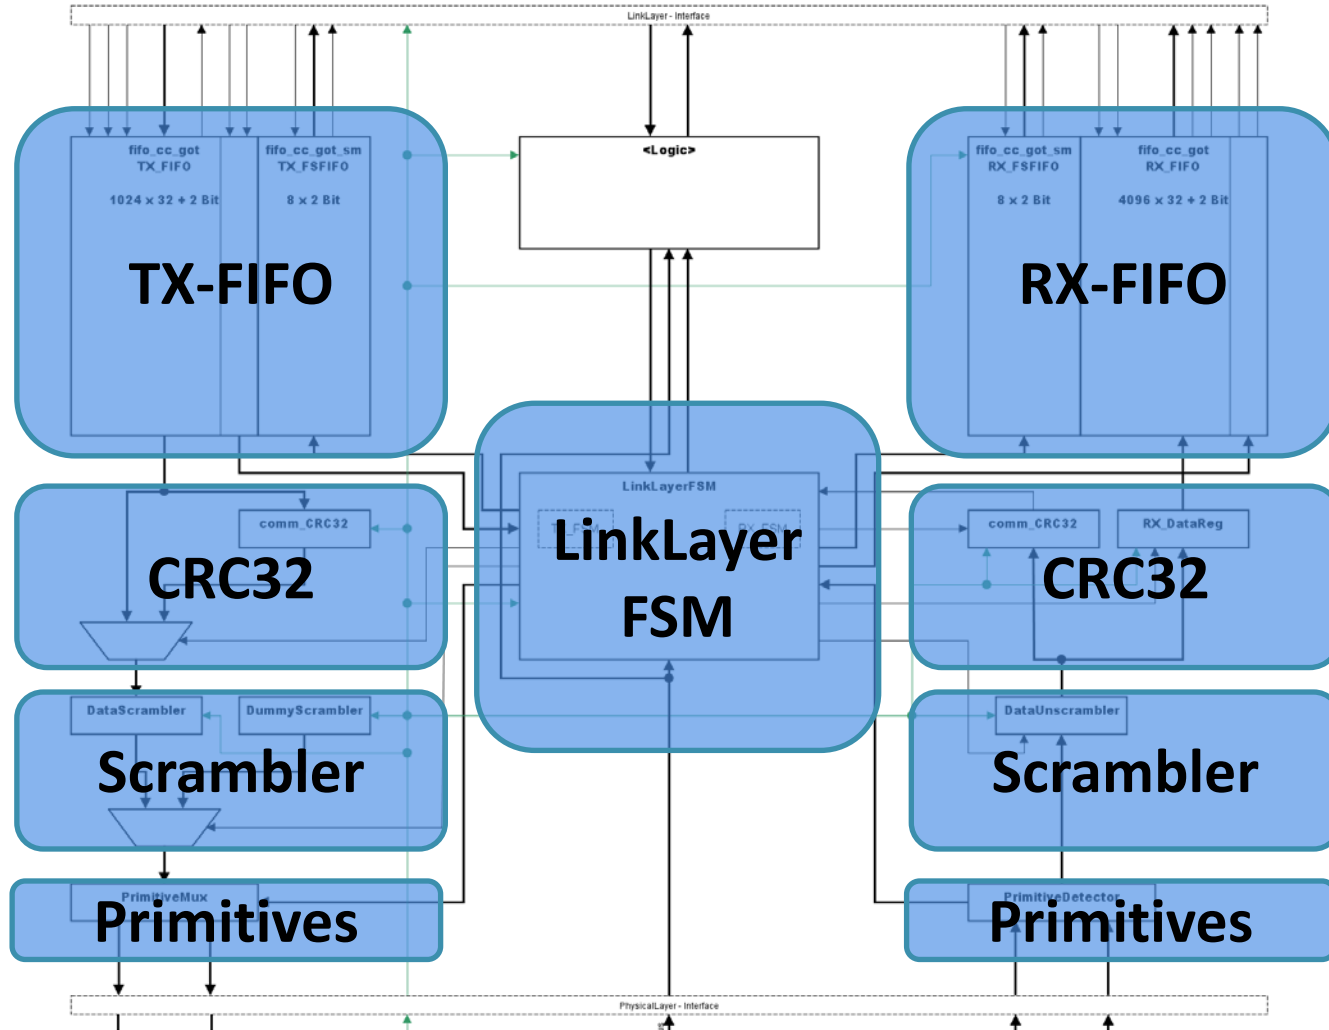 LinkLayer - Interface
fifo_cc_got
TX_FIFO
1024 x 32 + 2 Bit
fifo_cc_got_sm
TX_FSFIFO
8 x 2 Bit
TX-FIFO
<Logic>
fifo_cc_got_sm
RX_FSFIFO
8 x 2 Bit
fifo_cc_got
RX_FIFO
4096 x 32 + 2 Bit
RX-FIFO
comm_CRC32
CRC32
LinkLayerFSM
TX_FSM
RX_FSM
LinkLayer
FSM
comm_CRC32
RX_DataReg
CRC32
DataScrambler
DummyScrambler
Scrambler
DataUnscrambler
Scrambler
PrimitiveMux
Primitives
PrimitiveDetector
Primitives
PhysicalLayer - Interface